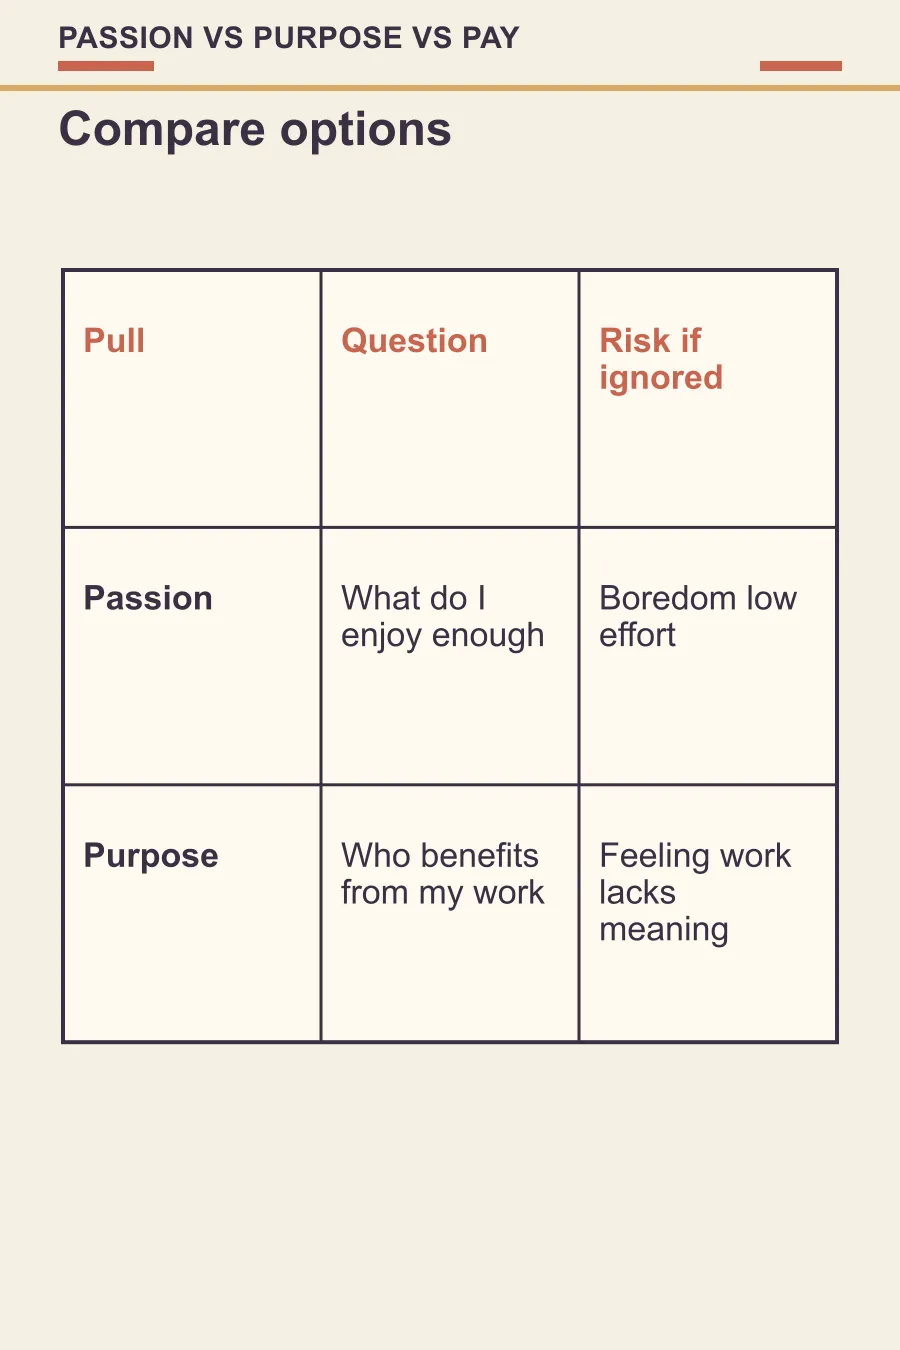 PASSION VS PURPOSE VS PAY
Compare options
Pull
Question
Risk if
ignored
Passion
What do I
enjoy enough
Boredom low
effort
Purpose
Who benefits
from my work
Feeling work
lacks
meaning